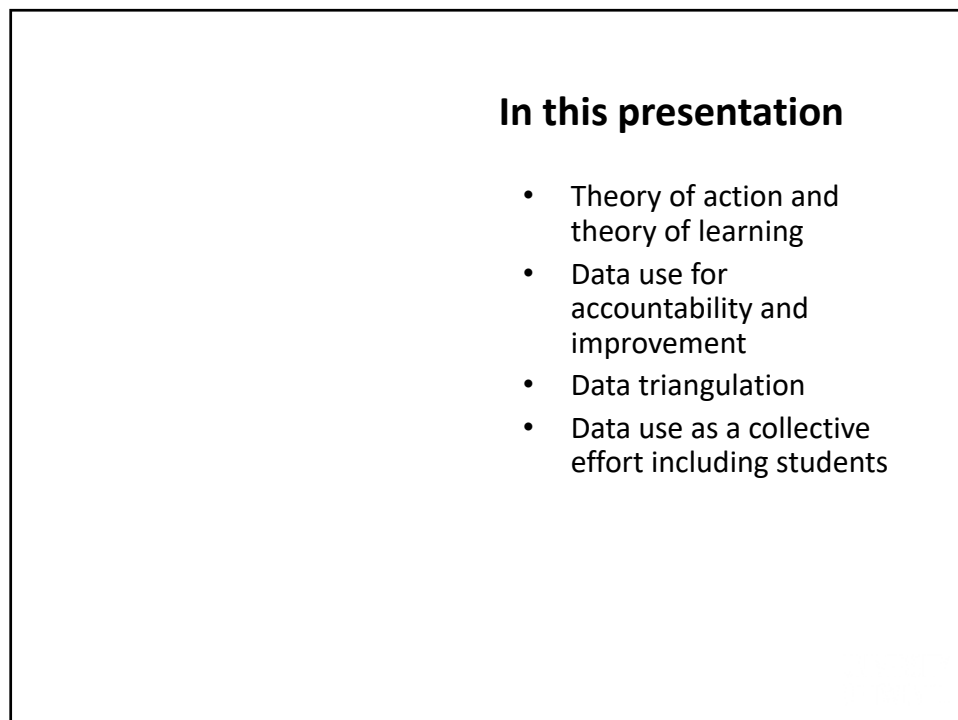 In this presentation
• Theory of action and
theory of learning
• Data use for
accountability and
improvement
• Data triangulation
• Data use as a collective
effort including students